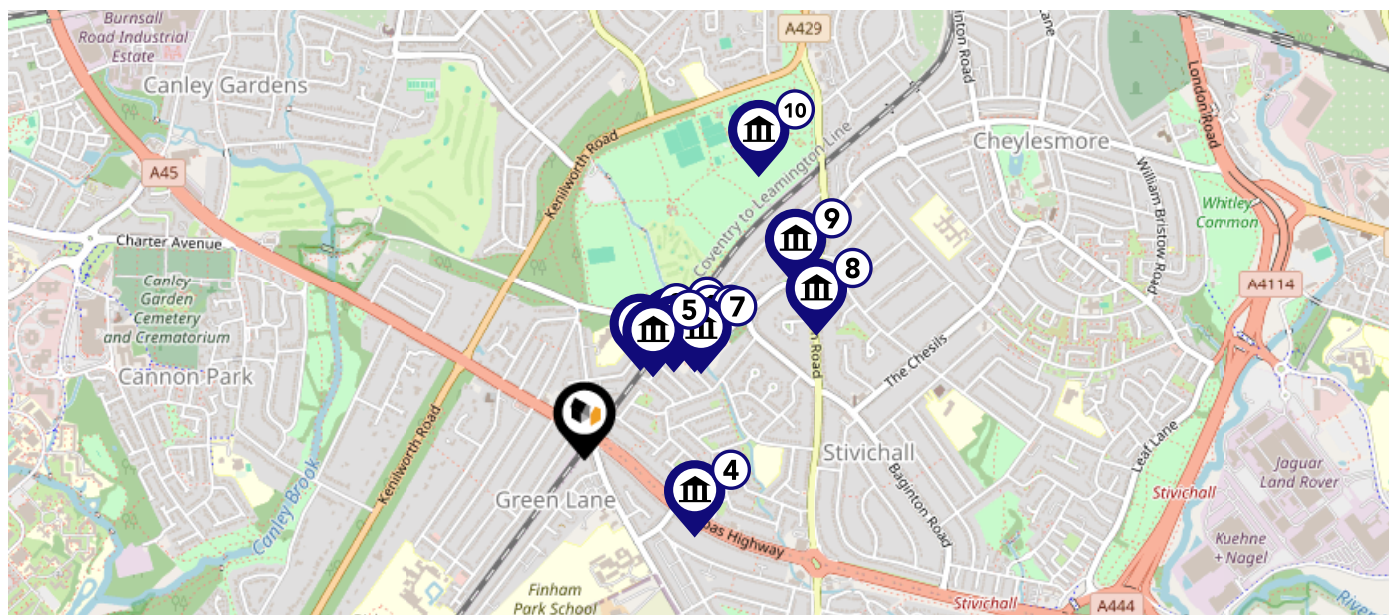 Burnsall
Road Industrial
Estate
A429
Canley Gardens
London Road
10
Cheylesmore
Kenilworth Road
Coventry to Leamington Line
A45
William Bristow Road
Whitley
Common
9
Charter Avenue
8
A4114
Canley
Garden
Cemetery
and Crematorium
5
7
Road
The Chesils
Cannon Park
Kenilworth Road
Leaf Lane
Stivichall
Baginton Road
4
Jaguar
Land Rover
Canley Brook
Green Lane
Stivichall
Highway
Kuehne
+ Nagel
Finham
Park School
Stivichall
A444